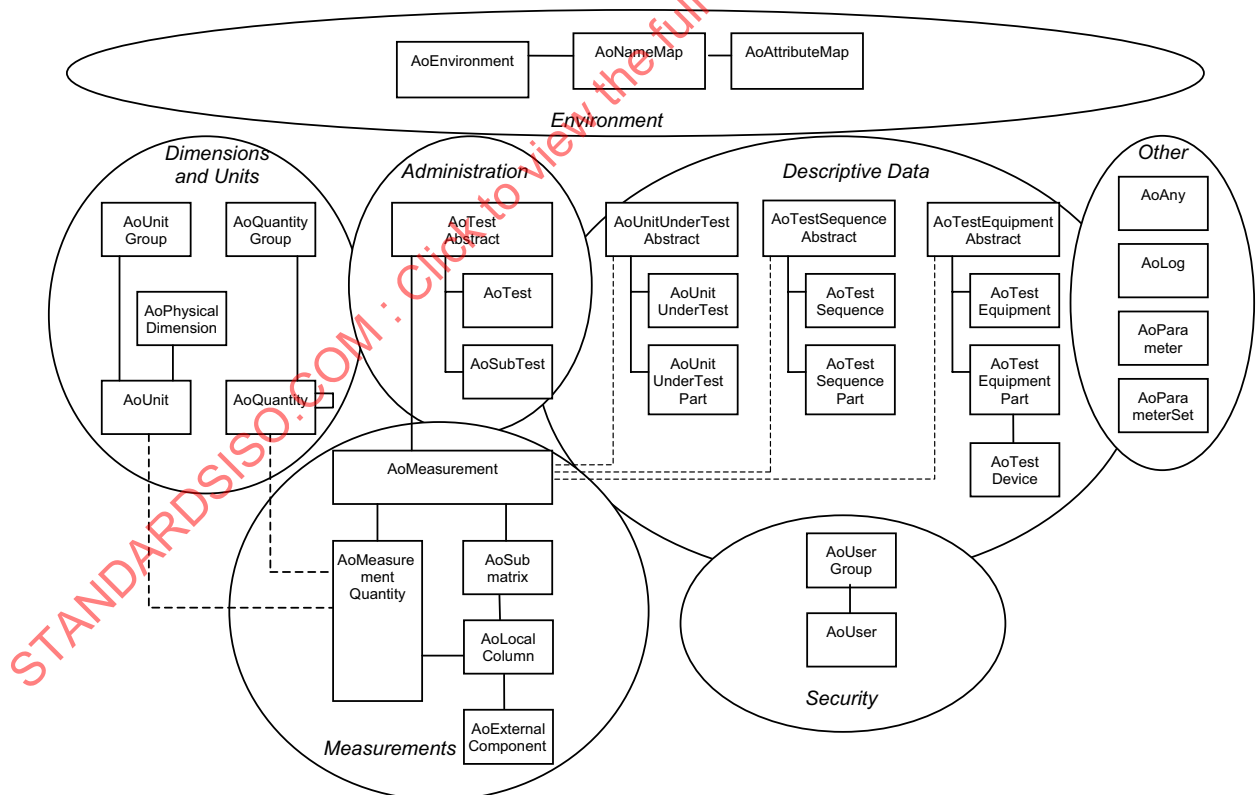 AoEnvironment
AoNameMap
AoAttributeMap
Environment
Dimensions
and Units
AoUnit
Group
AoQuantity
Group
AoPhysical
Dimension
AoUnit
AoQuantity
Administration
AoTest
Abstract
AoTest
AoSubTest
Descriptive Data
AoUnitUnderTest
Abstract
AoUnit
UnderTest
AoUnit
UnderTest
Part
AoTestSequence
Abstract
AoTest
Sequence
AoTest
Sequence
Part
AoTestEquipment
Abstract
AoTest
Equipment
AoTest
Equipment
Part
AoTest
Device
Other
AoAny
AoLog
AoPara
meter
AoPara
meterSet
AoMeasurement
AoMeasure
ment
Quantity
AoSub
matrix
AoLocal
Column
AoExternal
Component
Measurements
AoUser
Group
AoUser
Security
STANDARDSISO.COM : Click to view the full